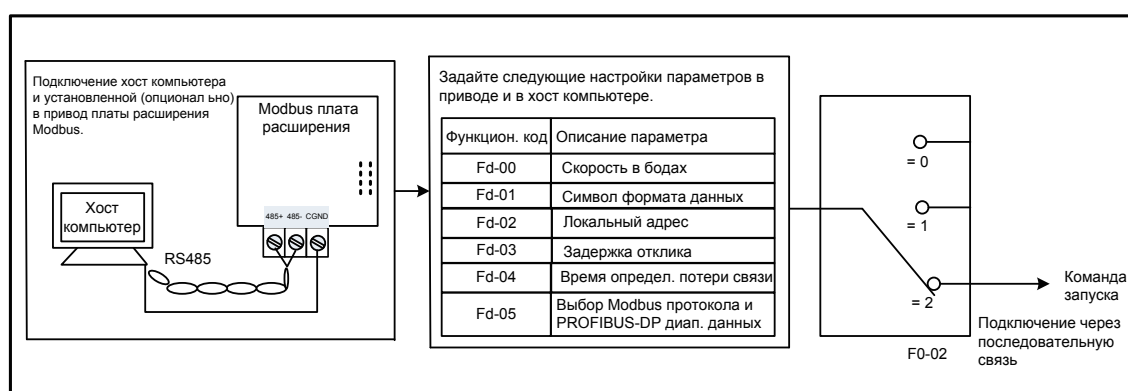 Подключение хост компьютера
и установленной (опционал ьно)
в привод платы расширения
Modbus.
Modbus плата
расширения
485+ 485- CGND
Хост
компьютер
RS485
Задайте следующие настройки параметров в
приводе и в хост компьютере.
Функцион. код Описание параметра
Fd-00 Скорость в бодах
Fd-01 Символ формата данных
Fd-02 Локальный адрес
Fd-03 Задержка отклика
Fd-04 Время определ. потери связи
Fd-05 Выбор Modbus протокола и
PROFIBUS-DP диап. данных
= 0
= 1
= 2
F0-02
Команда
запуска
Подключение через
последовательную
связь